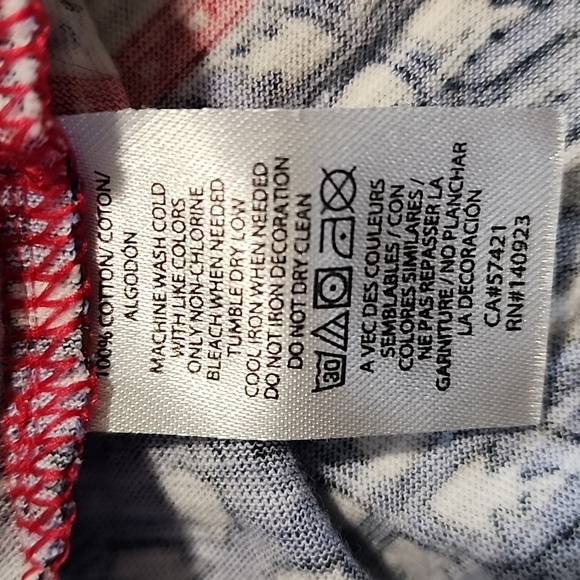 100% COTTON/ COTON/
ALGODÓN
MACHINE WASH COLD
WITH LIKE COLORS
ONLY NON-CHLORINE
BLEACH WHEN NEEDED
TUMBLE DRY LOW
COOL IRON WHEN NEEDED
DO NOT IRON DECORATION
DO NOT DRY CLEAN
30
A VEC DES COULEURS
SEMBLABLES / CON
COLORES SIMILARES /
NE PAS REPASSER LA
GARNITURE / NO PLANCHAR
LA DECORACIÓN
CA#57421
RN#140923